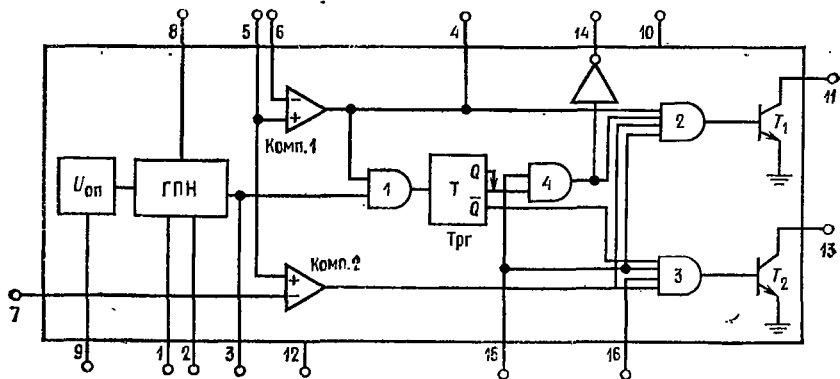 8 5 6 4 14 10
11
Комп.1
2
T₁
Uоп
ГПН
1
T
Q
Q̅
4
Трг
13
Комп.2
3
T₂
7
9 1 2 3 12 15 16